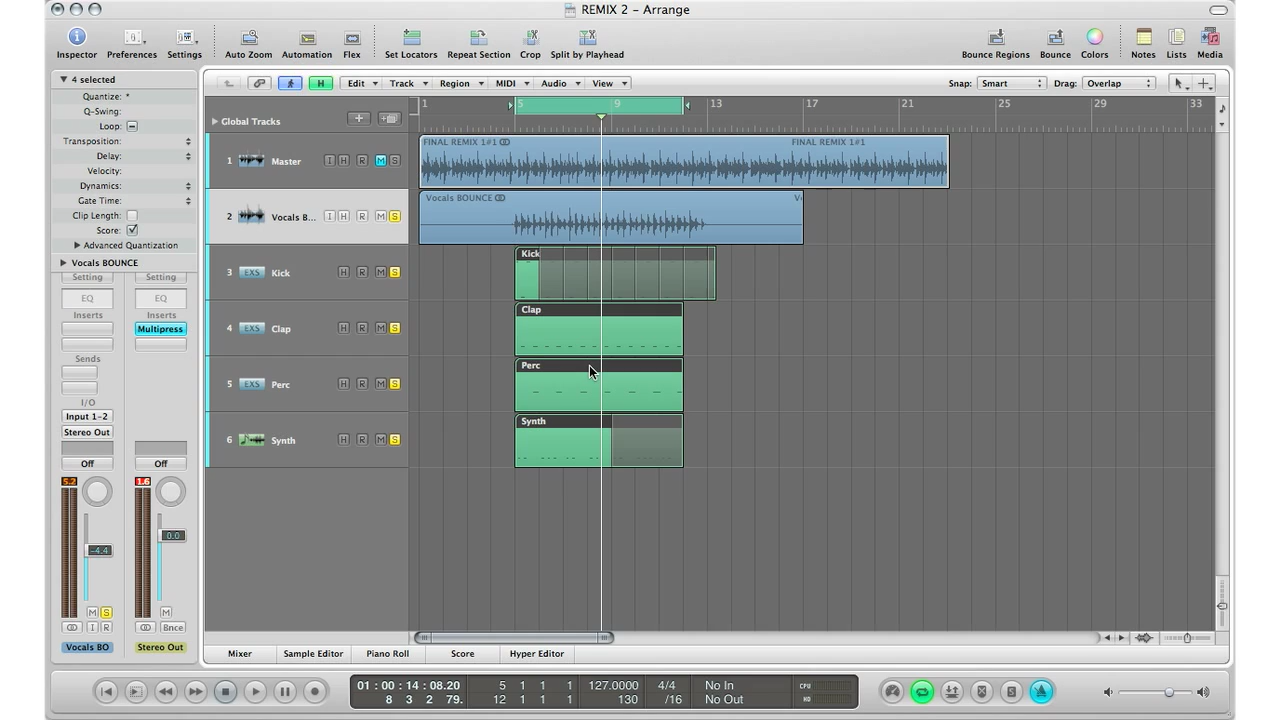 REMIX 2 - Arrange
Inspector Preferences Settings Auto Zoom Automation Flex Set Locators Repeat Section Crop Split by Playhead Bounce Regions Bounce Colors Notes Lists Media
4 selected
Edit Track Region MIDI Audio View Snap: Smart Drag: Overlap
Quantize: *
Q-Swing:
Loop:
Transposition:
Delay:
Velocity:
Dynamics:
Gate Time:
Clip Length:
Score:
Advanced Quantization
Vocals BOUNCE
Setting Setting
EQ EQ
Inserts Inserts
Multipress
Sends
I/O
Input 1-2
Stereo Out
Off Off
5.2 1.6
-4.4 0.0
M S M
I R Bnce
Vocals BO Stereo Out
1 5 9 13 17 21 25 29 33
Global Tracks
1 Master I H R M S
FINAL REMIX 1#1 FINAL REMIX 1#1
2 Vocals B... I H R M S
Vocals BOUNCE
3 EXS Kick H R M S
Kick
4 EXS Clap H R M S
Clap
5 EXS Perc H R M S
Perc
6 Synth H R M S
Synth
Mixer Sample Editor Piano Roll Score Hyper Editor
01 : 00 : 14 : 08.20 5 1 1 1 127.0000 4/4 No In CPU
8 3 2 79. 12 1 1 1 130 /16 No Out HD